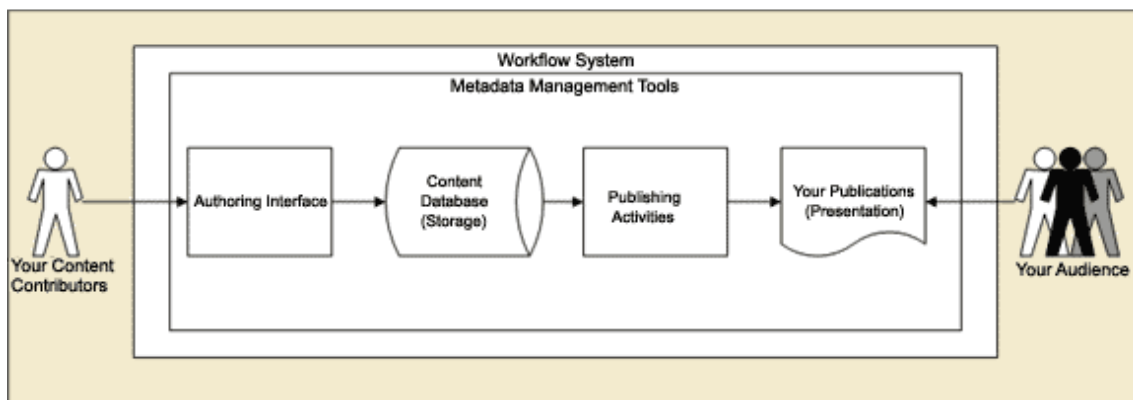 Workflow System
Metadata Management Tools
Authoring Interface
Content
Database
(Storage)
Publishing
Activities
Your Publications
(Presentation)
Your Content
Contributors
Your Audience